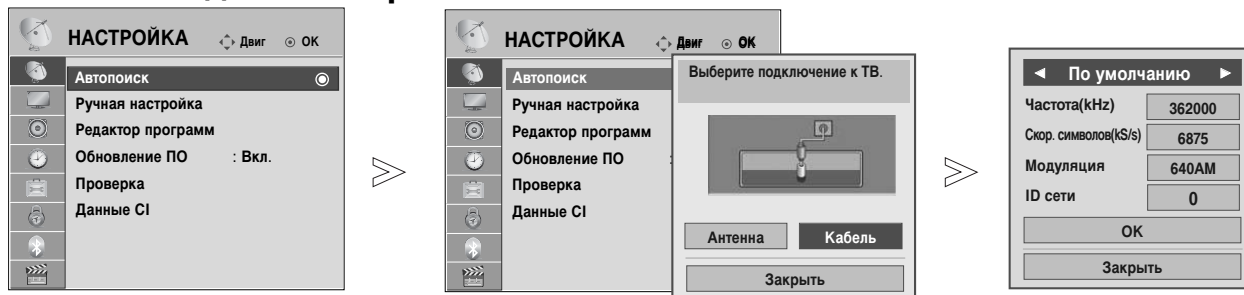 НАСТРОЙКА Двиг OK
Автопоиск
Ручная настройка
Редактор программ
Обновление ПО : Вкл.
Проверка
Данные CI
НАСТРОЙКА Двиг OK
Автопоиск
Ручная настройка
Редактор программ
Обновление ПО :
Проверка
Данные CI
Выберите подключение к ТВ.
Антенна Кабель
Закрыть
◄ По умолчанию ►
Частота(kHz) 362000
Скор. символов(kS/s) 6875
Модуляция 640AM
ID сети 0
OK
Закрыть